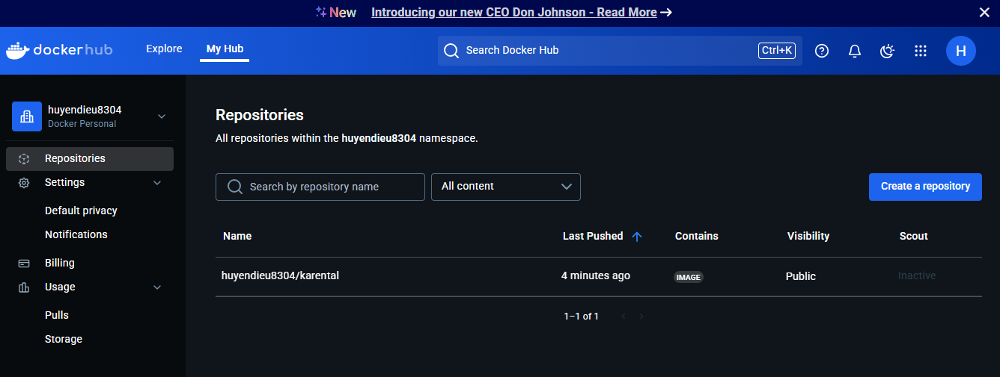 New Introducing our new CEO Don Johnson - Read More
dockerhub Explore My Hub Search Docker Hub Ctrl+K H
huyendieu8304
Docker Personal
Repositories
Settings
Default privacy
Notifications
Billing
Usage
Pulls
Storage
Repositories
All repositories within the huyendieu8304 namespace.
Search by repository name All content Create a repository
Name Last Pushed Contains Visibility Scout
huyendieu8304/karental 4 minutes ago IMAGE Public Inactive
1–1 of 1